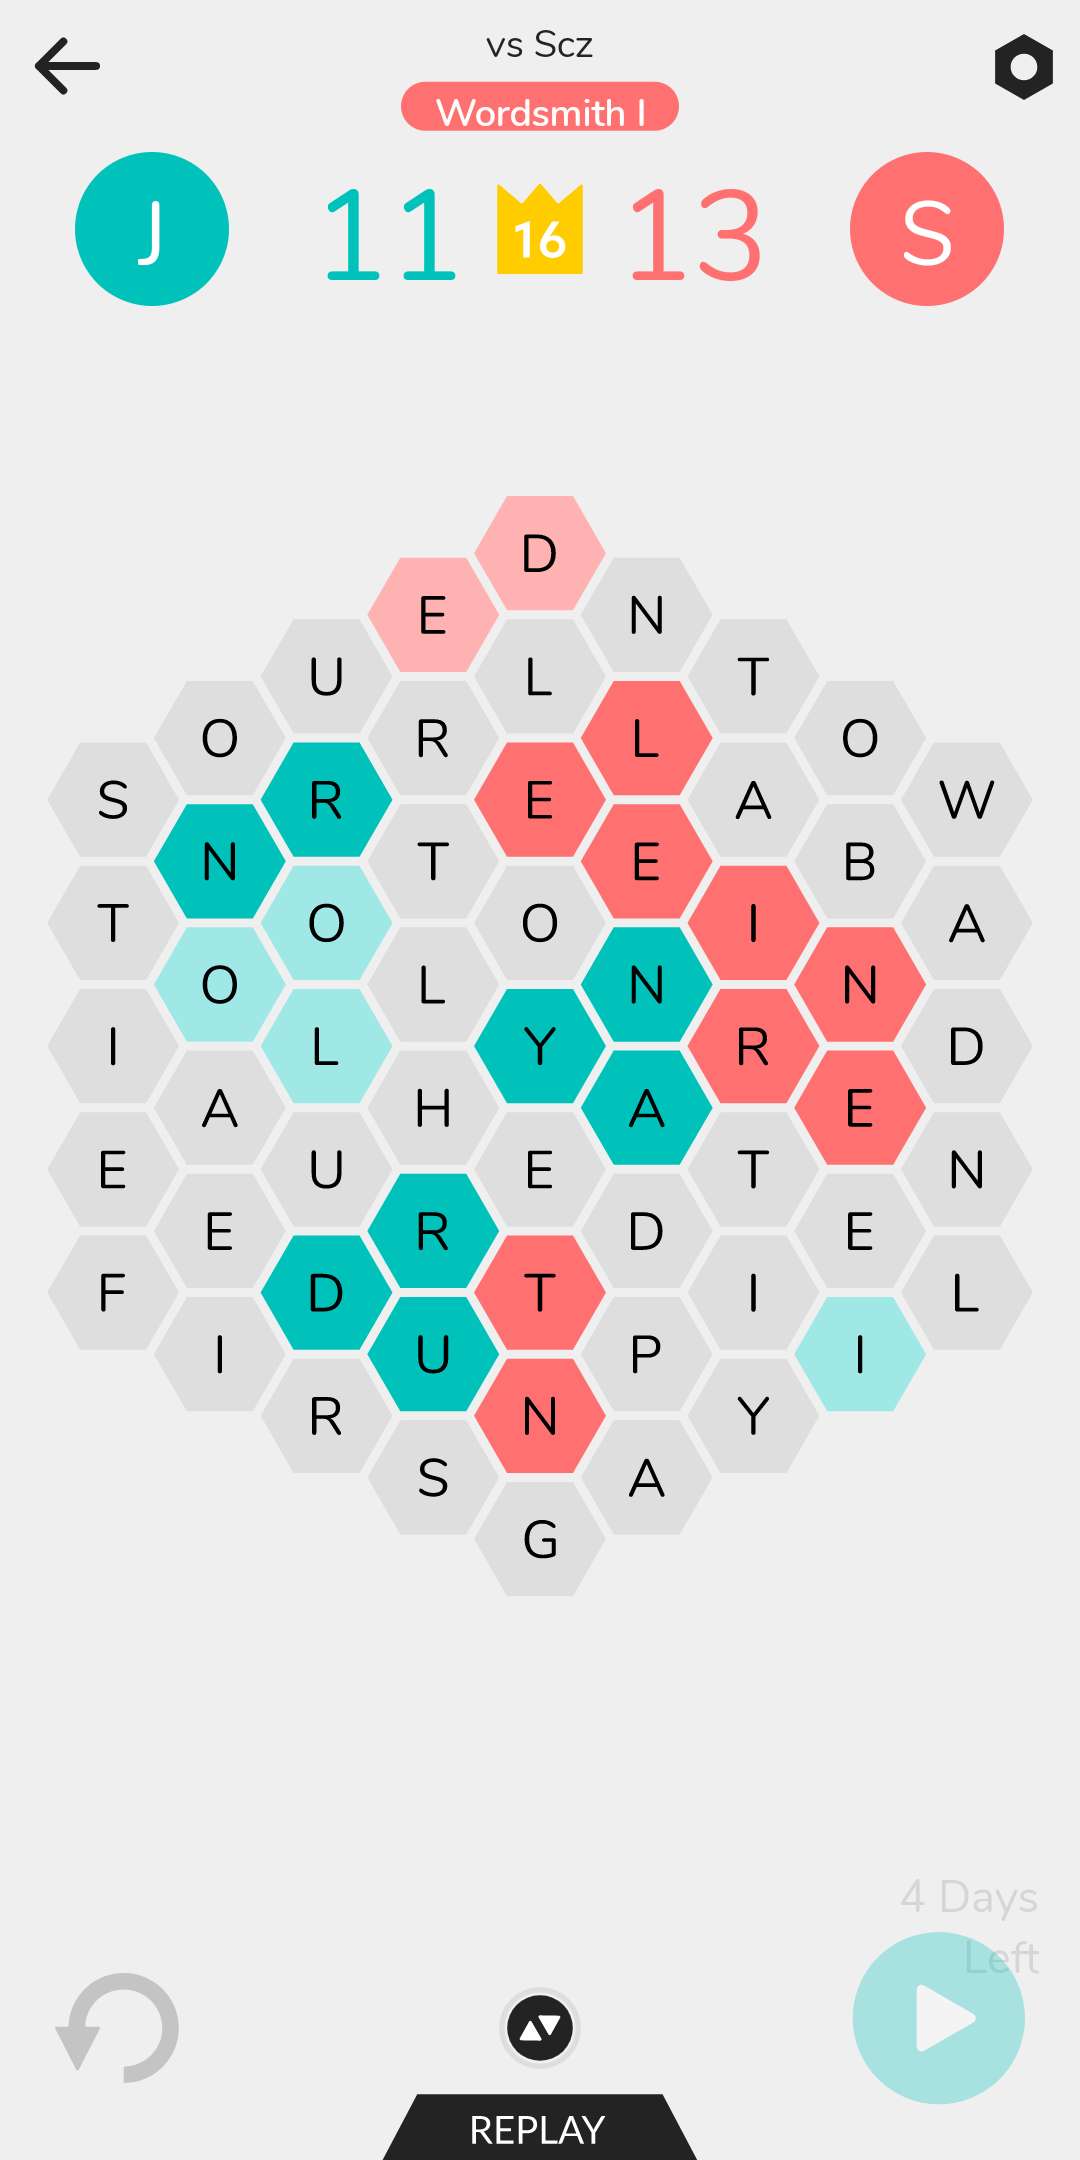 vs Scz
Wordsmith I
J 11 16 13 S
D
E N
U L T
O R L O
S R E A W
N T E B
T O O I A
O L N N
I L Y R D
A H A E
E U E T N
E R D E
F D T I L
I U P I
R N Y
S A
G
4 Days
Left
REPLAY